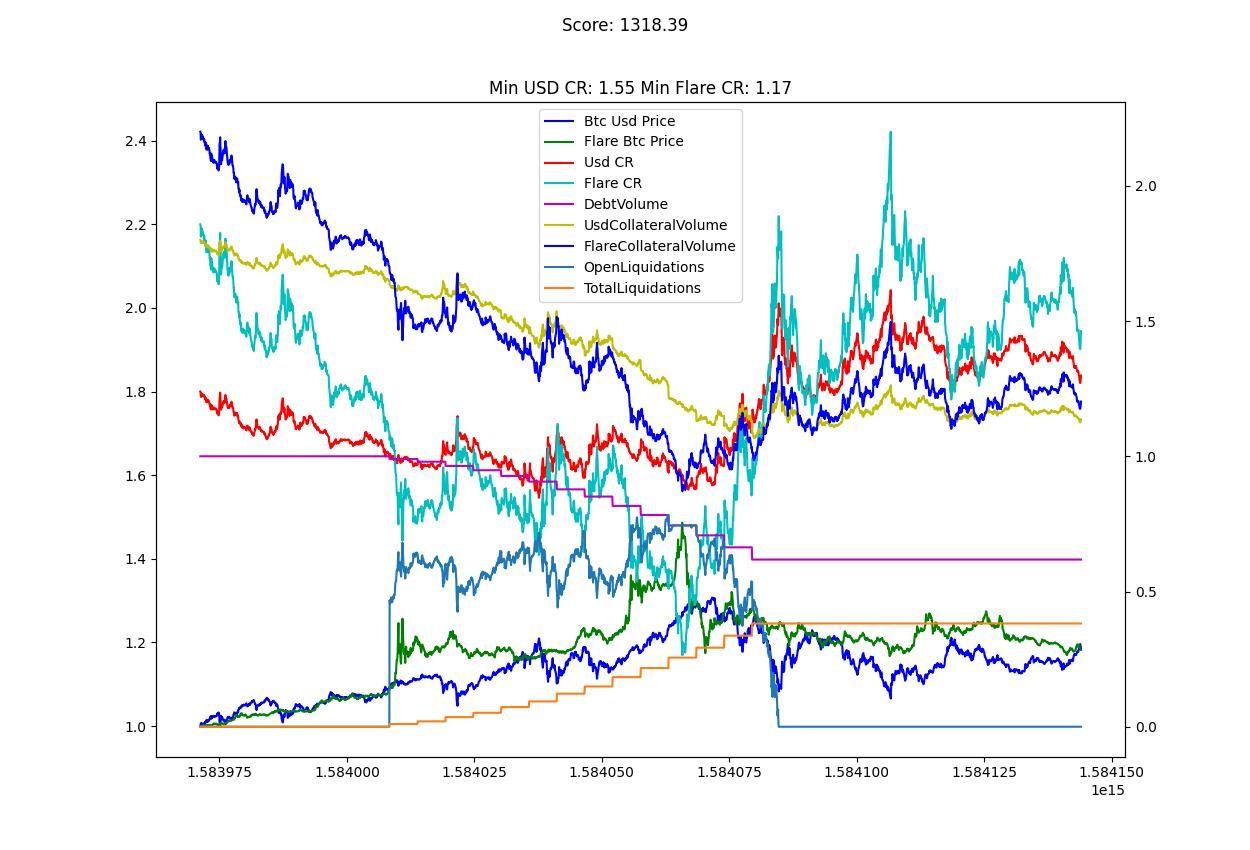 Score: 1318.39
Min USD CR: 1.55 Min Flare CR: 1.17
Btc Usd Price
Flare Btc Price
Usd CR
Flare CR
DebtVolume
UsdCollateralVolume
FlareCollateralVolume
OpenLiquidations
TotalLiquidations
2.4
2.2
2.0
1.8
1.6
1.4
1.2
1.0
2.0
1.5
1.0
0.5
0.0
1.583975 1.584000 1.584025 1.584050 1.584075 1.584100 1.584125 1.584150
1e15